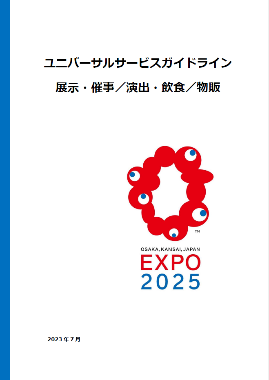 ユニバーサルサービスガイドライン
展示・催事／演出・飲食／物販
TM
OSAKA, KANSAI, JAPAN
EXPO
2025
2023年7月